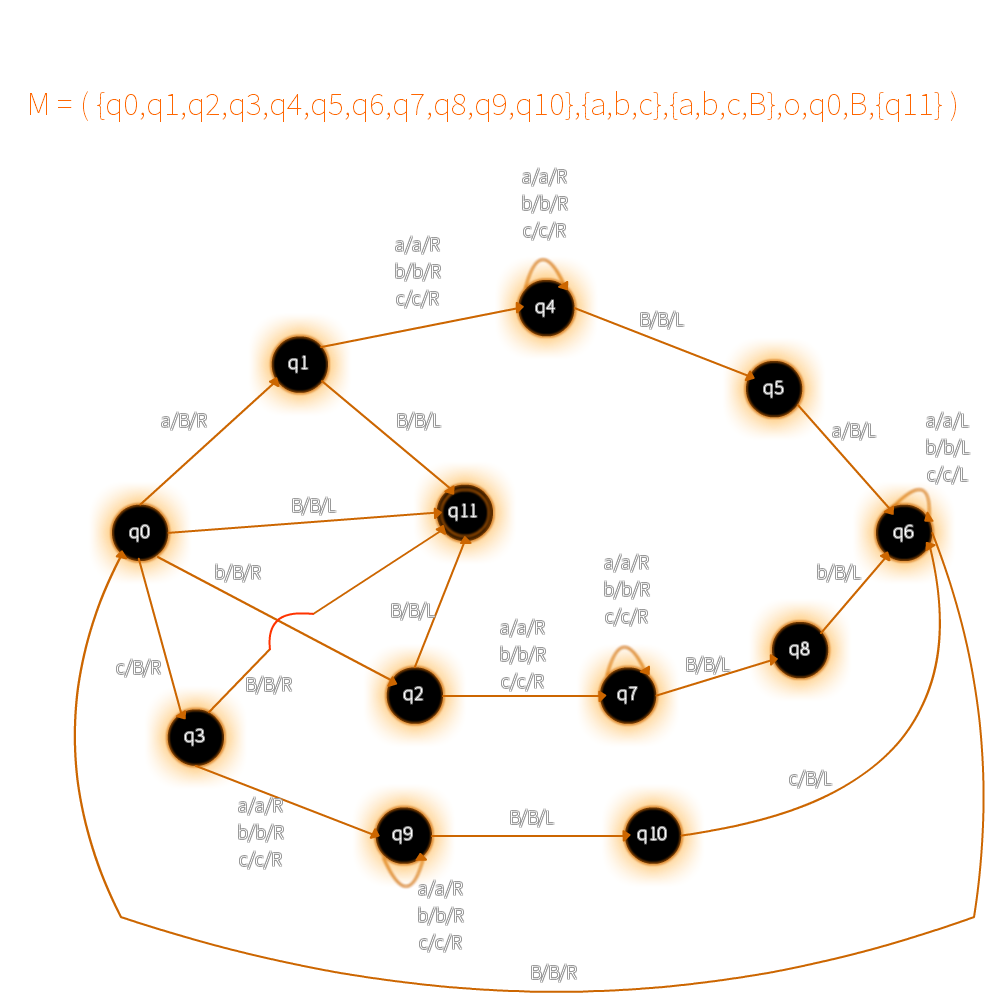 M = ( {q0,q1,q2,q3,q4,q5,q6,q7,q8,q9,q10},{a,b,c},{a,b,c,B},o,q0,B,{q11} )
a/a/R
b/b/R
c/c/R
a/a/R
b/b/R
c/c/R
q4
B/B/L
q1
q5
a/B/R
B/B/L
a/B/L
a/a/L
b/b/L
c/c/L
B/B/L
q11
q0
q6
b/B/R
a/a/R
b/b/R
c/c/R
b/B/L
B/B/L
a/a/R
b/b/R
c/c/R
q8
B/B/L
c/B/R
B/B/R
q2
q7
q3
c/B/L
a/a/R
b/b/R
c/c/R
B/B/L
q9
q10
a/a/R
b/b/R
c/c/R
B/B/R